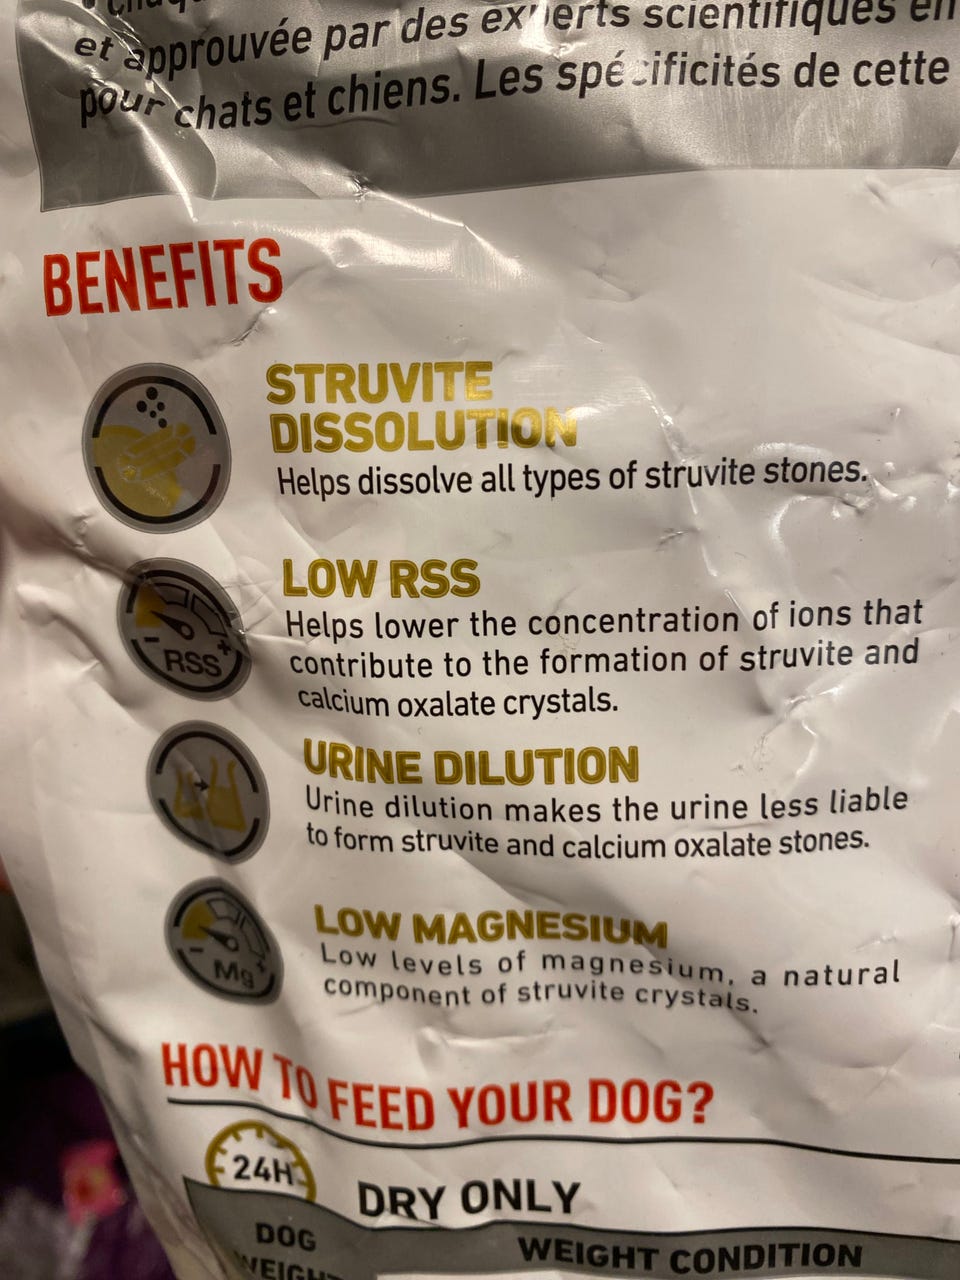 et approuvée par des experts scientifiques en
pour chats et chiens. Les spécificités de cette
BENEFITS
STRUVITE
DISSOLUTION
Helps dissolve all types of struvite stones.
LOW RSS
Helps lower the concentration of ions that
contribute to the formation of struvite and
calcium oxalate crystals.
RSS
URINE DILUTION
Urine dilution makes the urine less liable
to form struvite and calcium oxalate stones.
LOW MAGNESIUM
Low levels of magnesium, a natural
component of struvite crystals.
Mg
HOW TO FEED YOUR DOG?
24H
DRY ONLY
DOG
WEIGHT CONDITION